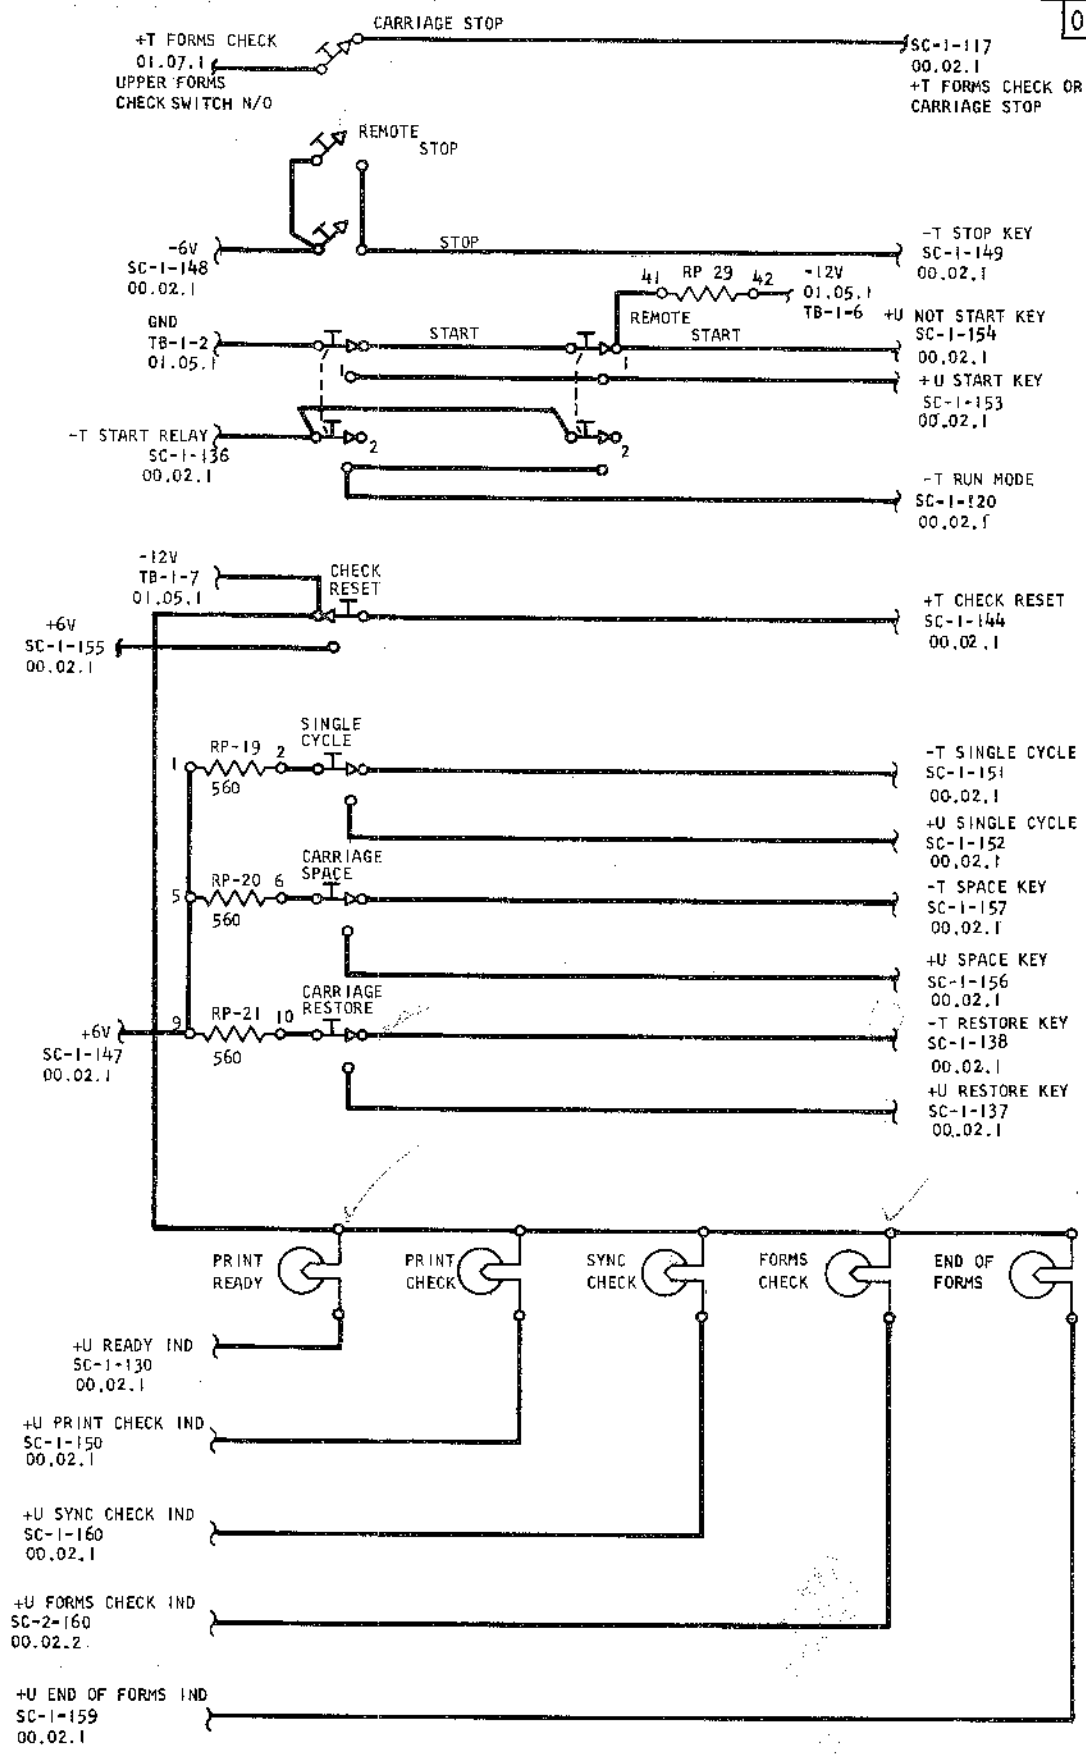 0
CARRIAGE STOP
+T FORMS CHECK
01.07.1
UPPER FORMS
CHECK SWITCH N/O
SC-1-117
00.02.1
+T FORMS CHECK OR
CARRIAGE STOP
REMOTE
STOP
-6V
SC-1-148
00.02.1
STOP
-T STOP KEY
SC-1-149
00.02.1
41 RP 29 42
-12V
01.05.1
TB-1-6
GND
TB-1-2
01.05.1
START
REMOTE
START
+U NOT START KEY
SC-1-154
00.02.1
1
1
+U START KEY
SC-1-153
00.02.1
-T START RELAY
SC-1-136
00.02.1
2
2
-T RUN MODE
SC-1-120
00.02.1
-12V
TB-1-7
01.05.1
CHECK
RESET
+T CHECK RESET
SC-1-144
00.02.1
+6V
SC-1-155
00.02.1
SINGLE
CYCLE
1 RP-19 2
560
-T SINGLE CYCLE
SC-1-151
00.02.1
+U SINGLE CYCLE
SC-1-152
00.02.1
CARRIAGE
SPACE
5 RP-20 6
560
-T SPACE KEY
SC-1-157
00.02.1
+U SPACE KEY
SC-1-156
00.02.1
CARRIAGE
RESTORE
9 RP-21 10
560
+6V
SC-1-147
00.02.1
-T RESTORE KEY
SC-1-138
00.02.1
+U RESTORE KEY
SC-1-137
00.02.1
PRINT
READY
PRINT
CHECK
SYNC
CHECK
FORMS
CHECK
END OF
FORMS
+U READY IND
SC-1-130
00.02.1
+U PRINT CHECK IND
SC-1-150
00.02.1
+U SYNC CHECK IND
SC-1-160
00.02.1
+U FORMS CHECK IND
SC-2-160
00.02.2
+U END OF FORMS IND
SC-1-159
00.02.1